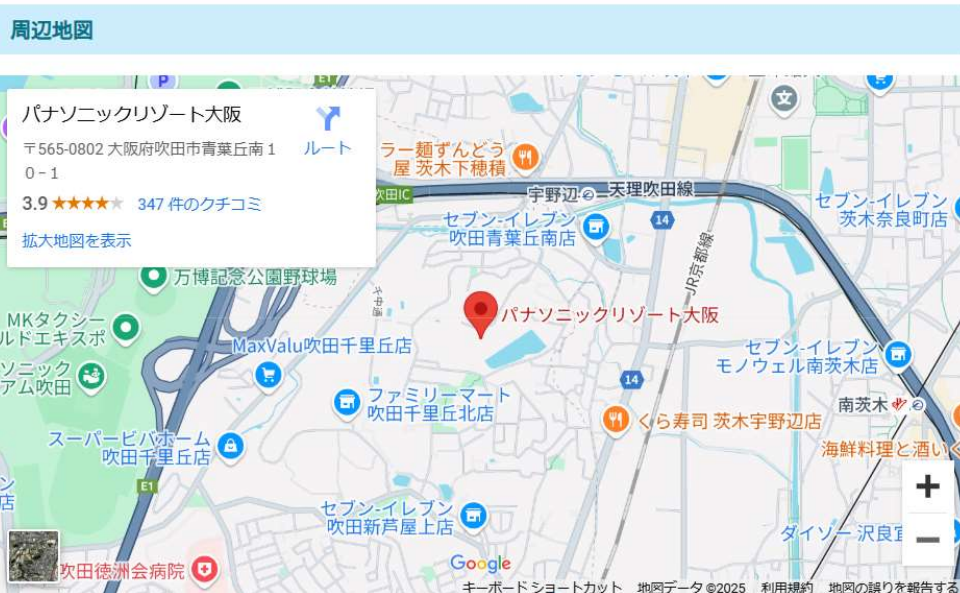 周辺地図
パナソニックリゾート大阪
〒565-0802 大阪府吹田市青葉丘南1
0-1
ルート
3.9
347 件のクチコミ
拡大地図を表示
P
E1
ラー麺ずんどう
屋 茨木下穂積
文
吹田IC
宇野辺
天理吹田線
14
セブン-イレブン
茨木奈良町店
セブン-イレブン
吹田青葉丘南店
JR京都線
万博記念公園野球場
パナソニックリゾート大阪
MKタクシー
ルドエキスポ
MaxValu吹田千里丘店
セブン-イレブン
モノウェル南茨木店
ソニック
アム吹田
14
ファミリーマート
吹田千里丘北店
南茨木
くら寿司 茨木宇野辺店
スーパービバホーム
吹田千里丘店
海鮮料理と酒いく
E1
ン
店
セブン-イレブン
吹田新芦屋上店
ダイソー 沢良宜
+
−
吹田徳洲会病院
Google
キーボード ショートカット
地図データ ©2025
利用規約
地図の誤りを報告する